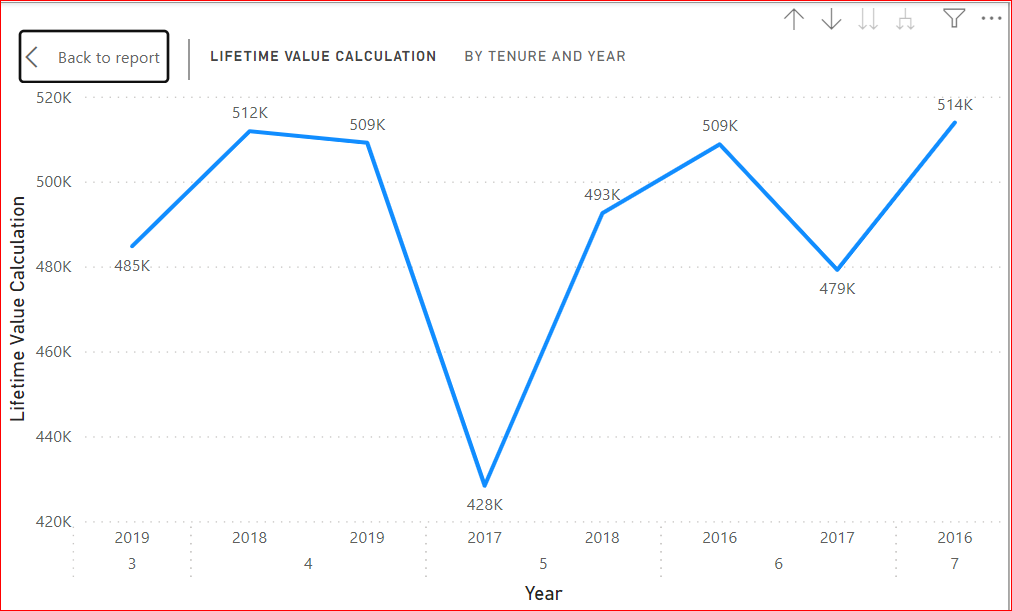 Back to report
LIFETIME VALUE CALCULATION BY TENURE AND YEAR
520K
500K
480K
460K
440K
420K
Lifetime Value Calculation
485K
512K
509K
428K
493K
509K
479K
514K
2019 2018 2019 2017 2018 2016 2017 2016
3 4 5 6 7
Year